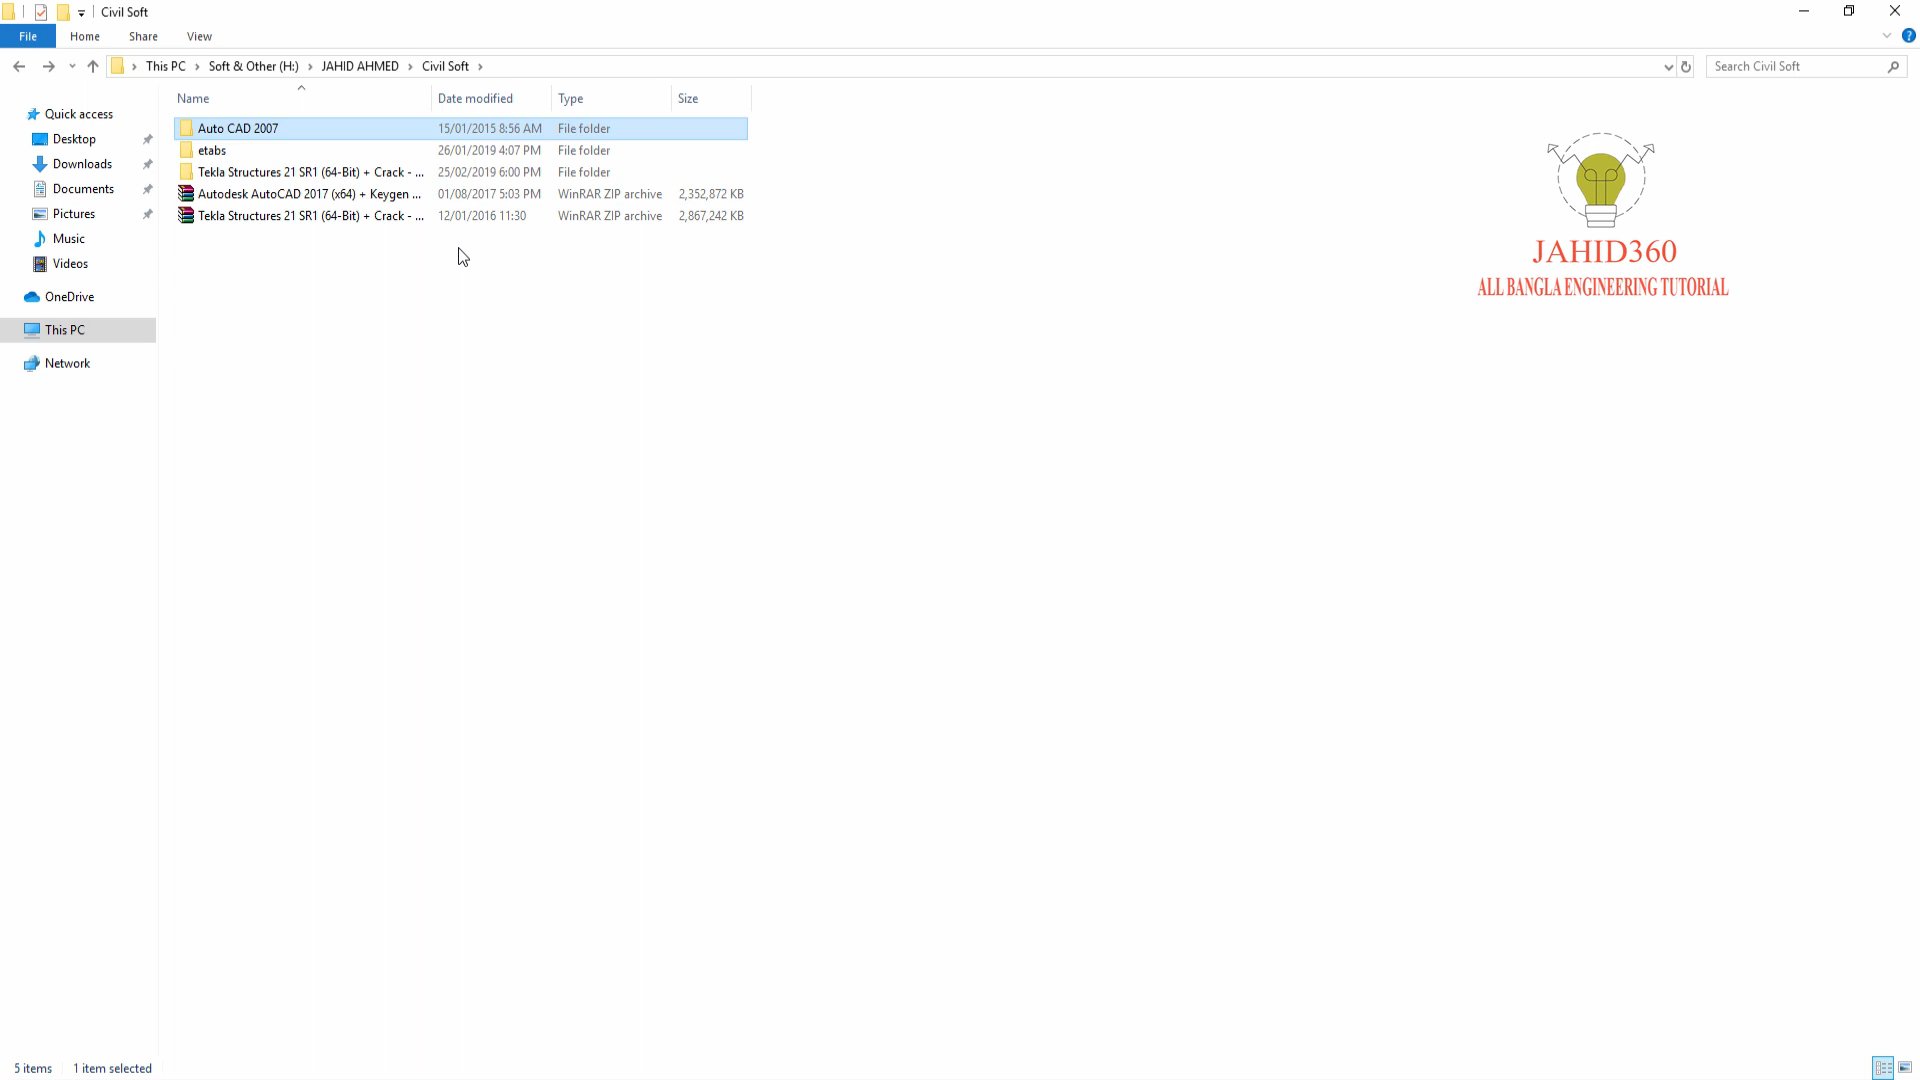 Civil Soft
File Home Share View
This PC Soft & Other (H:) JAHID AHMED Civil Soft
Search Civil Soft
Name Date modified Type Size
Quick access
Desktop
Downloads
Documents
Pictures
Music
Videos
OneDrive
This PC
Network
Auto CAD 2007 15/01/2015 8:56 AM File folder
etabs 26/01/2019 4:07 PM File folder
Tekla Structures 21 SR1 (64-Bit) + Crack - ... 25/02/2019 6:00 PM File folder
Autodesk AutoCAD 2017 (x64) + Keygen ... 01/08/2017 5:03 PM WinRAR ZIP archive 2,352,872 KB
Tekla Structures 21 SR1 (64-Bit) + Crack - ... 12/01/2016 11:30 WinRAR ZIP archive 2,867,242 KB
JAHID360
ALL BANGLA ENGINEERING TUTORIAL
5 items 1 item selected